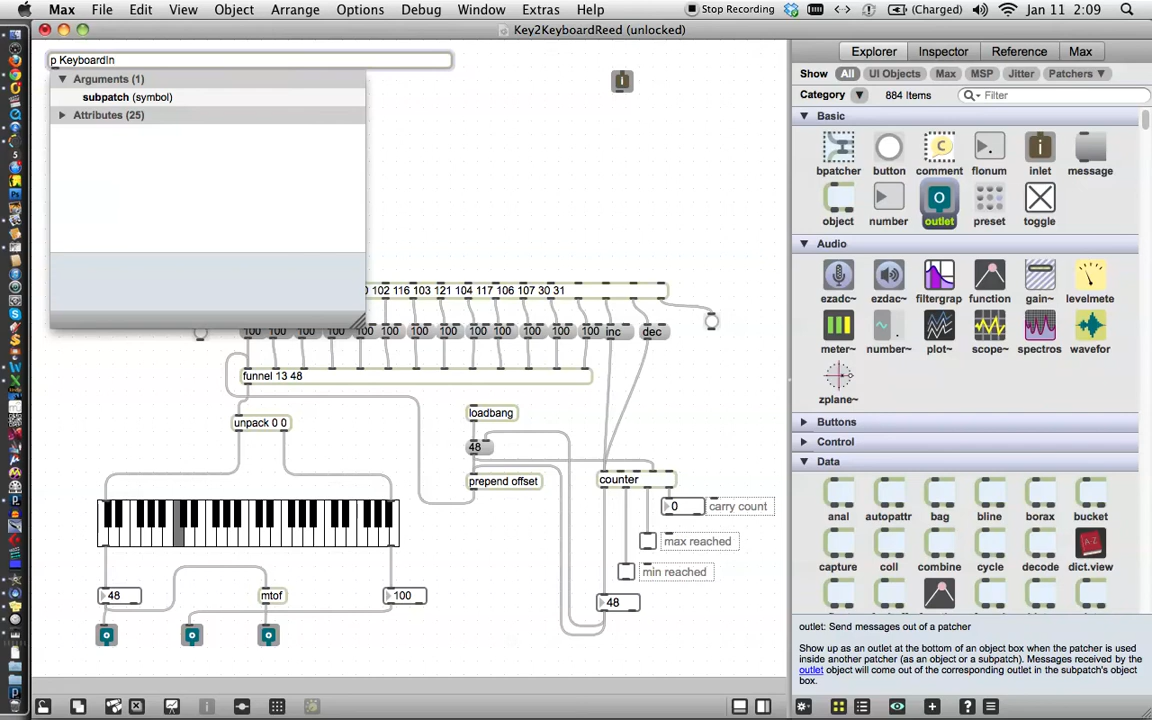 Max File Edit View Object Arrange Options Debug Window Extras Help Stop Recording (Charged) Jan 11 2:09
Key2KeyboardReed (unlocked)
p KeyboardIn
Arguments (1)
subpatch (symbol)
Attributes (25)
0 102 116 103 121 104 117 106 107 30 31
100 100 100 100 100 100 100 100 100 100 100 100 100 inc dec
funnel 13 48
unpack 0 0
loadbang
48
prepend offset
counter
0 carry count
max reached
min reached
48
48
mtof
100
Explorer Inspector Reference Max
Show All UI Objects Max MSP Jitter Patchers ▼
Category ▼ 884 Items Filter
Basic
bpatcher button comment flonum inlet message
object number outlet preset toggle
Audio
ezadc~ ezdac~ filtergrap function gain~ levelmete
meter~ number~ plot~ scope~ spectros wavefor
zplane~
Buttons
Control
Data
anal autopattr bag bline borax bucket
capture coll combine cycle decode dict.view
outlet: Send messages out of a patcher
Show up as an outlet at the bottom of an object box when the patcher is used
inside another patcher (as an object or a subpatch). Messages received by the
outlet object will come out of the corresponding outlet in the subpatch's object
box.